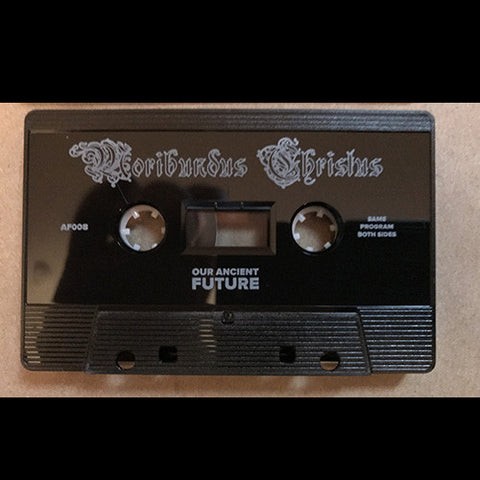 Moribundus Christus
AF008
SAME
PROGRAM
BOTH SIDES
OUR ANCIENT
FUTURE